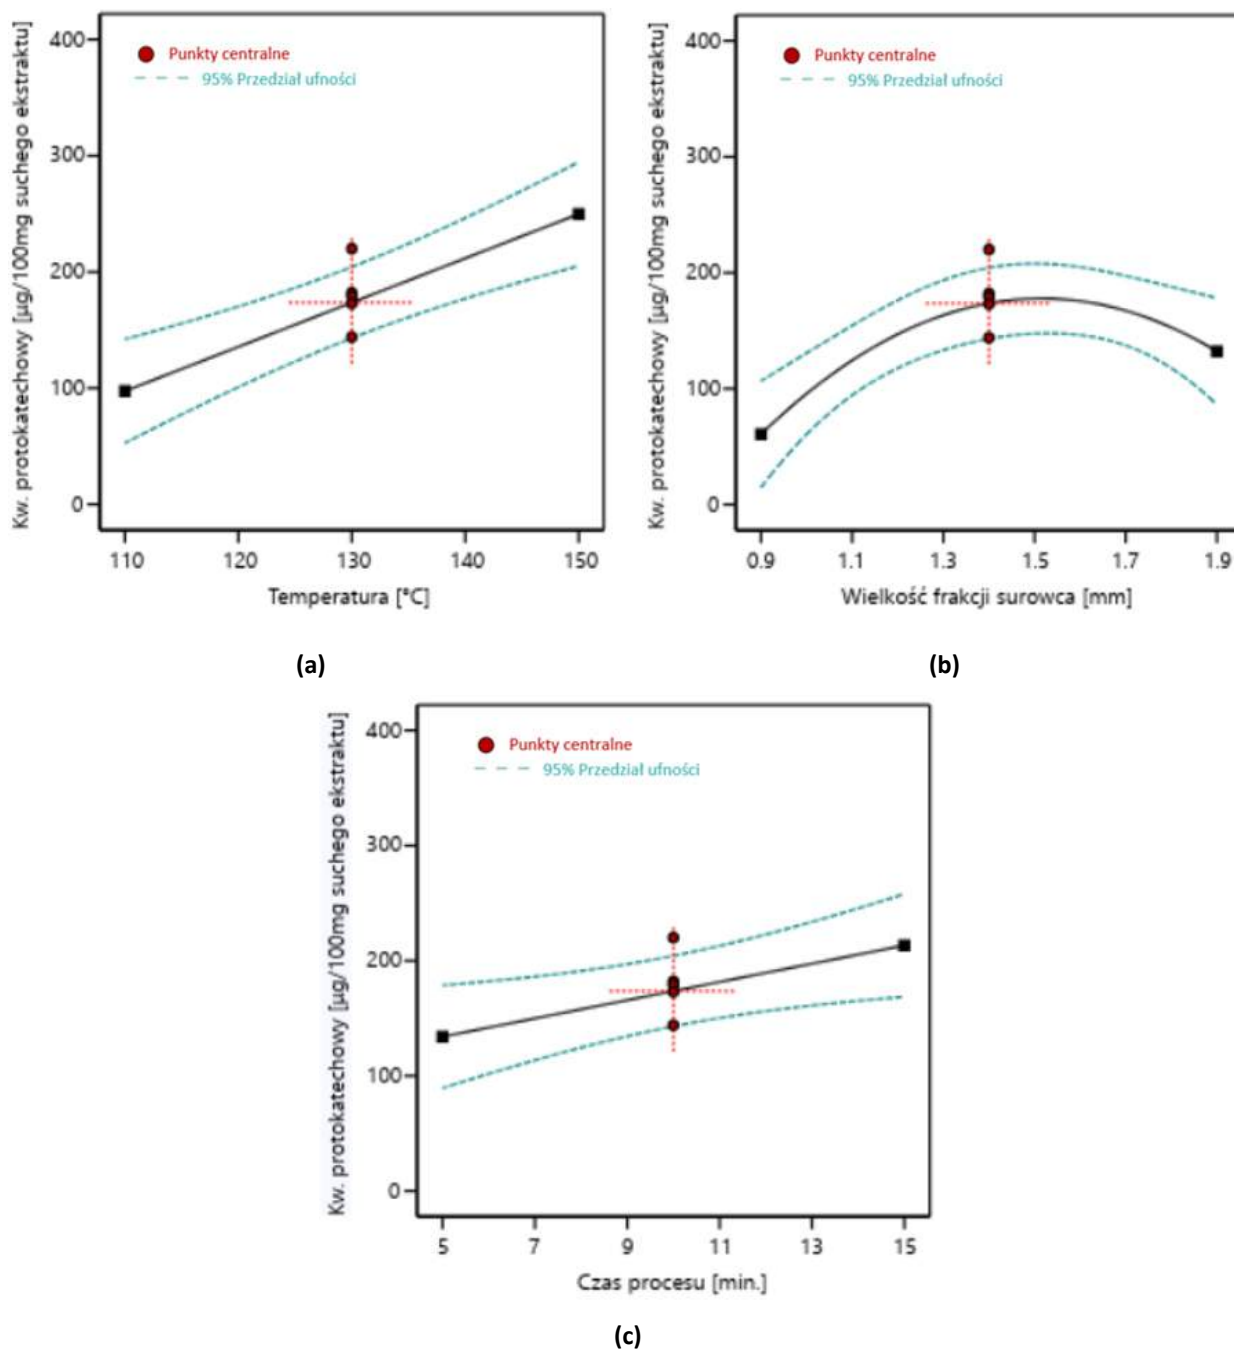 Kw. protokatechowy [µg/100mg suchego ekstraktu]
400
300
200
100
0
Punkty centralne
95% Przedział ufności
110 120 130 140 150
Temperatura [°C]
(a)
Kw. protokatechowy [µg/100mg suchego ekstraktu]
400
300
200
100
0
Punkty centralne
95% Przedział ufności
0.9 1.1 1.3 1.5 1.7 1.9
Wielkość frakcji surowca [mm]
(b)
Kw. protokatechowy [µg/100mg suchego ekstraktu]
400
300
200
100
0
Punkty centralne
95% Przedział ufności
5 7 9 11 13 15
Czas procesu [min.]
(c)